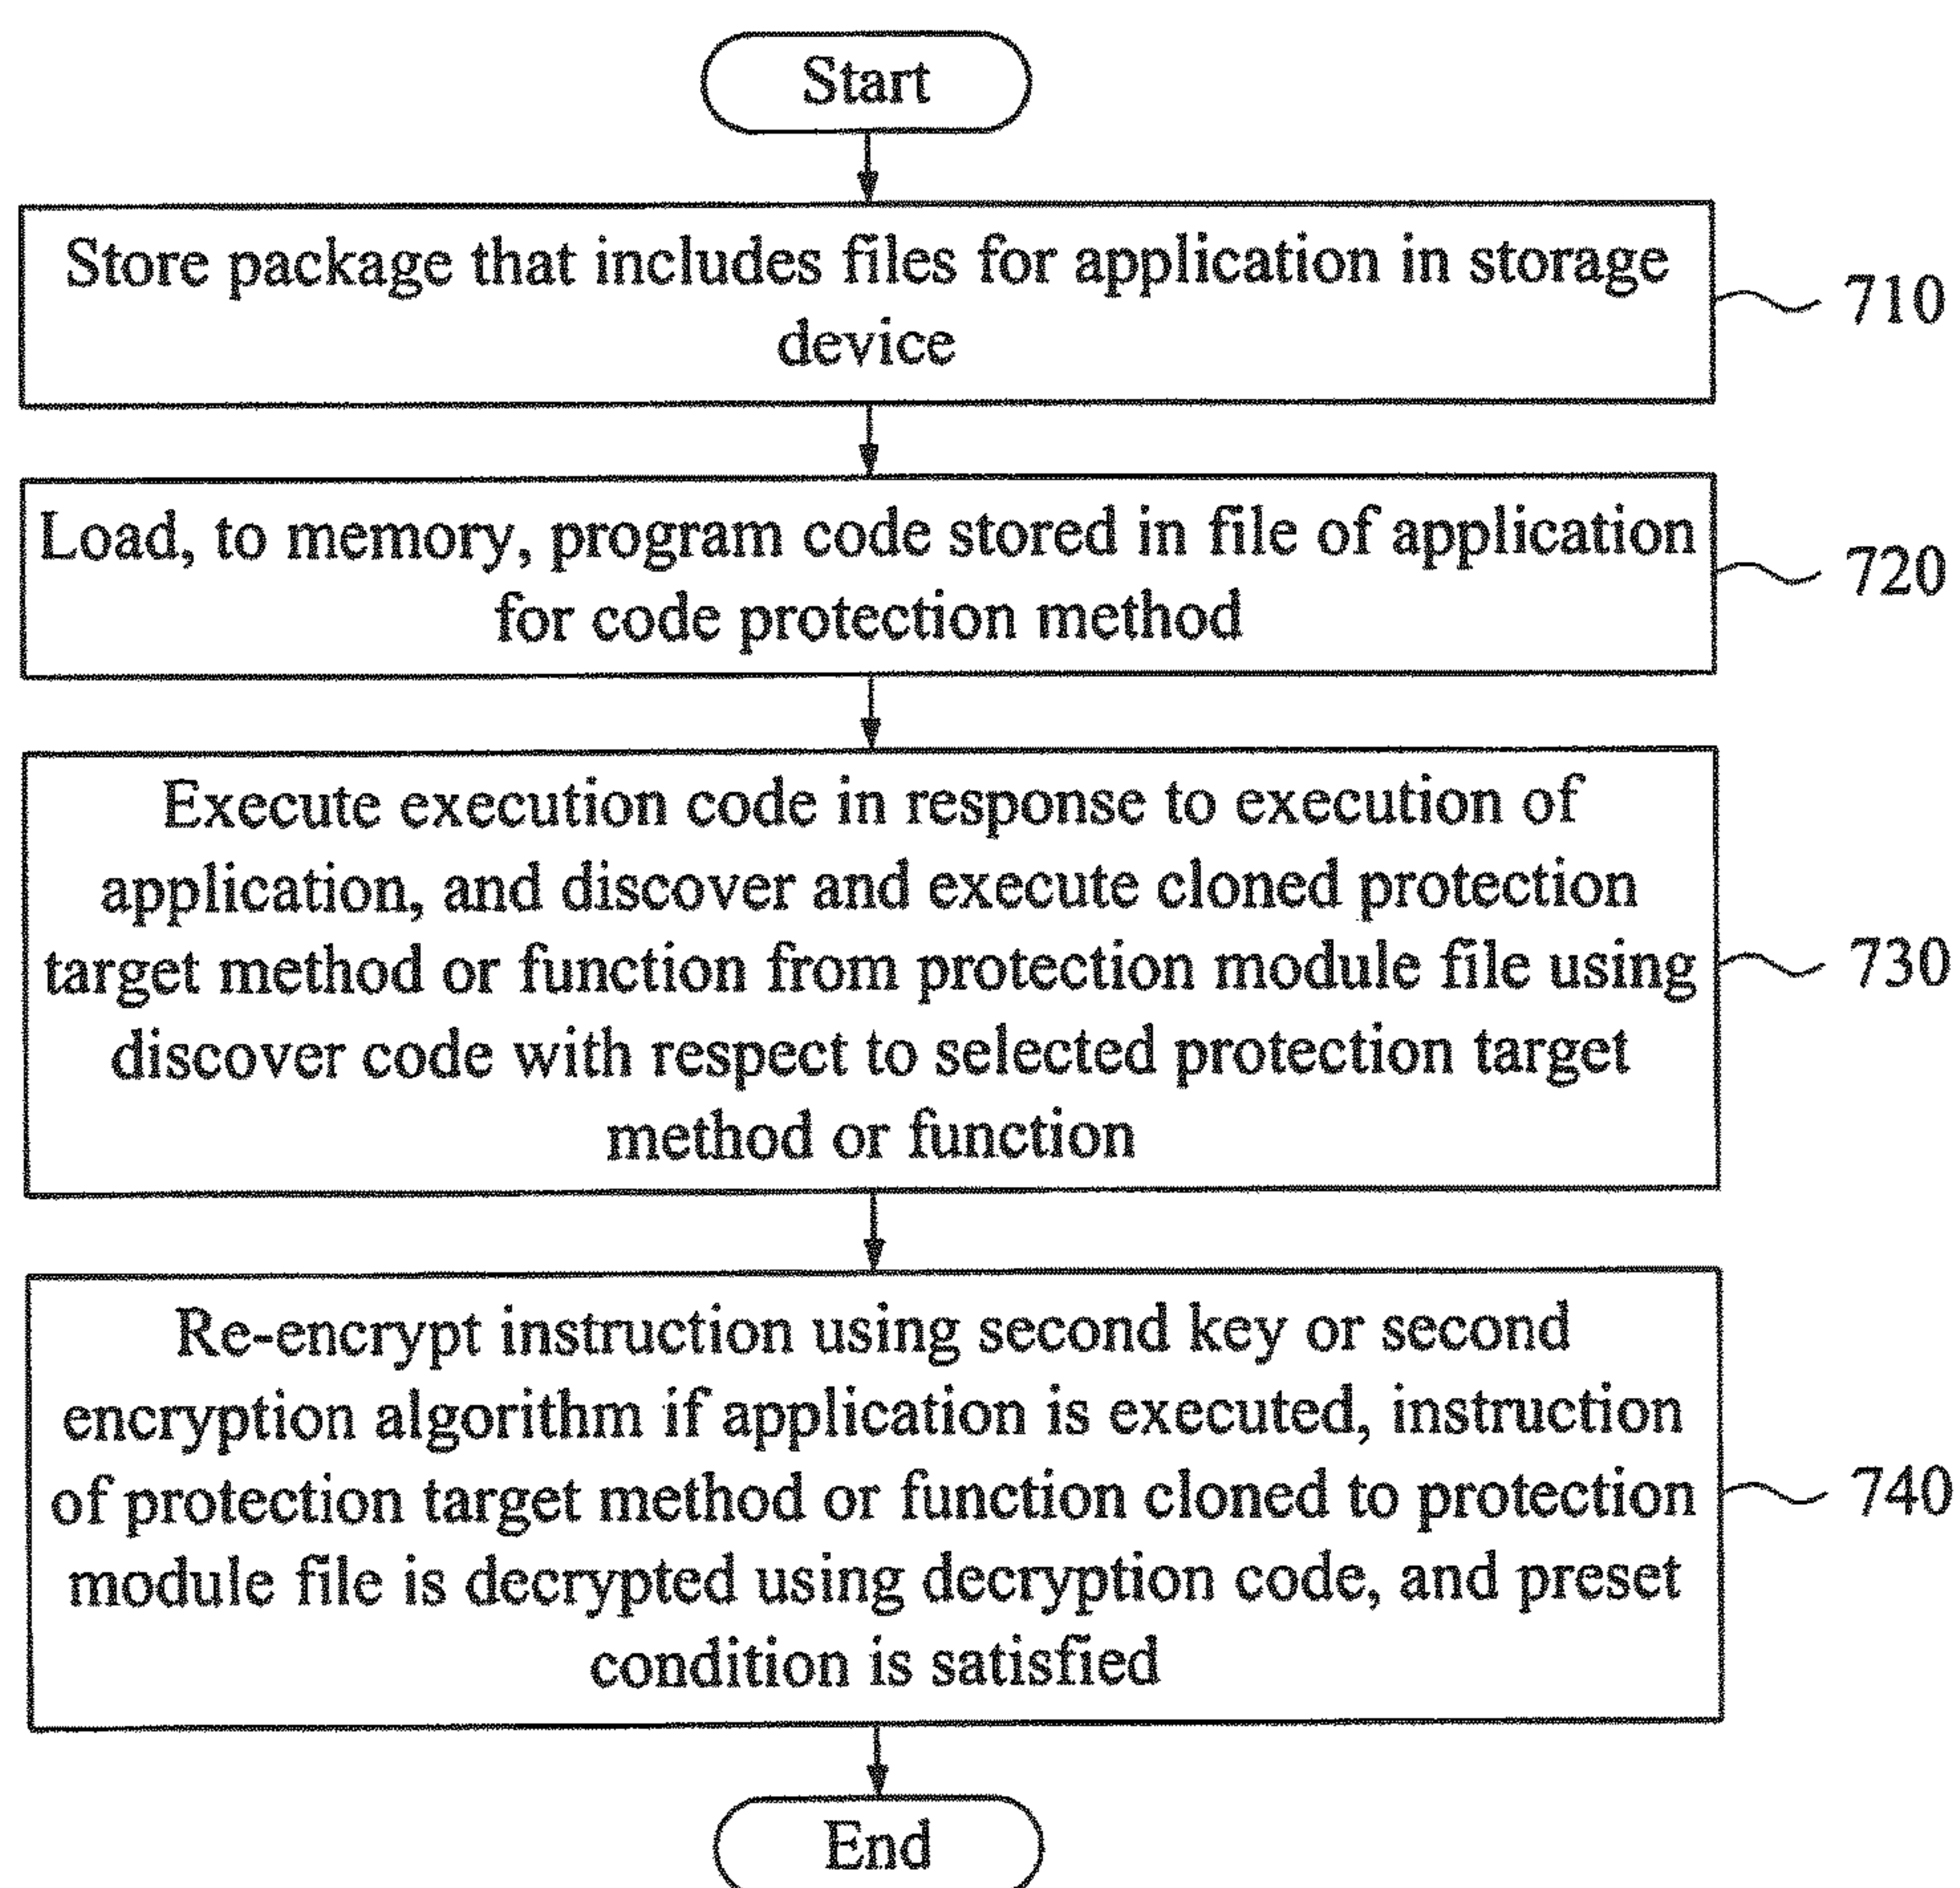 Start
Store package that includes files for application in storage
device
710
Load, to memory, program code stored in file of application
for code protection method
720
Execute execution code in response to execution of
application, and discover and execute cloned protection
target method or function from protection module file using
discover code with respect to selected protection target
method or function
730
Re-encrypt instruction using second key or second
encryption algorithm if application is executed, instruction
of protection target method or function cloned to protection
module file is decrypted using decryption code, and preset
condition is satisfied
740
End